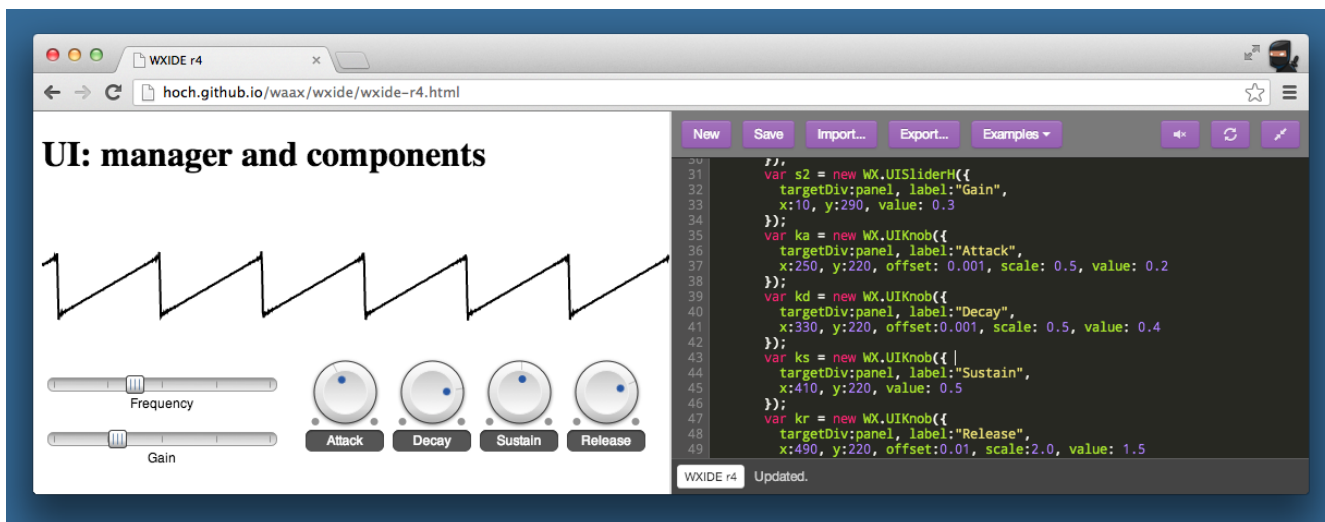 WXIDE r4
hoch.github.io/waax/wxide/wxide-r4.html
UI: manager and components
Frequency
Gain
Attack Decay Sustain Release
New Save Import... Export... Examples
30 });
31 var s2 = new WX.UISliderH({
32 targetDiv:panel, label:"Gain",
33 x:10, y:290, value: 0.3
34 });
35 var ka = new WX.UIKnob({
36 targetDiv:panel, label:"Attack",
37 x:250, y:220, offset: 0.001, scale: 0.5, value: 0.2
38 });
39 var kd = new WX.UIKnob({
40 targetDiv:panel, label:"Decay",
41 x:330, y:220, offset:0.001, scale: 0.5, value: 0.4
42 });
43 var ks = new WX.UIKnob({
44 targetDiv:panel, label:"Sustain",
45 x:410, y:220, value: 0.5
46 });
47 var kr = new WX.UIKnob({
48 targetDiv:panel, label:"Release",
49 x:490, y:220, offset:0.01, scale:2.0, value: 1.5
WXIDE r4 Updated.